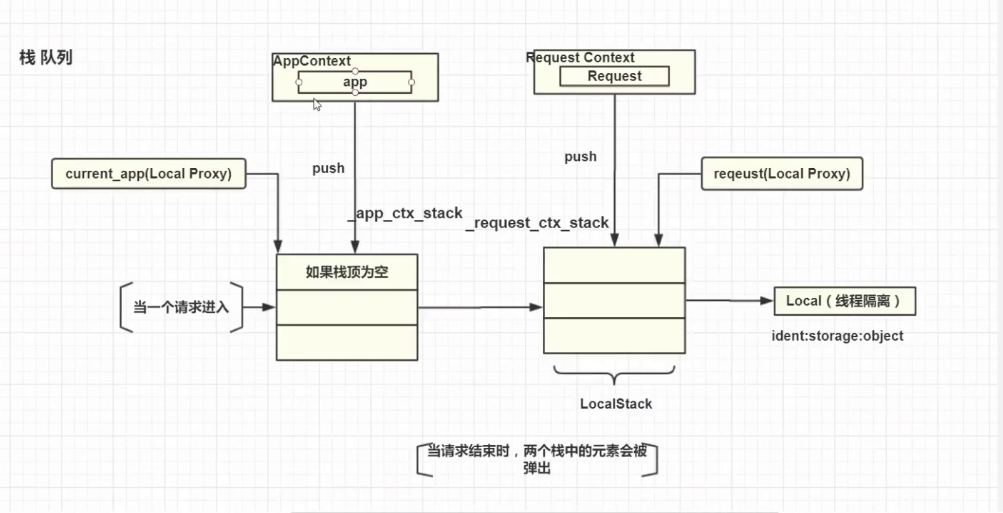 栈 队列
AppContext
app
Request Context
Request
push
push
current_app(Local Proxy)
reqeust(Local Proxy)
_app_ctx_stack
_request_ctx_stack
如果栈顶为空
当一个请求进入
Local（线程隔离）
ident:storage:object
LocalStack
当请求结束时，两个栈中的元素会被
弹出